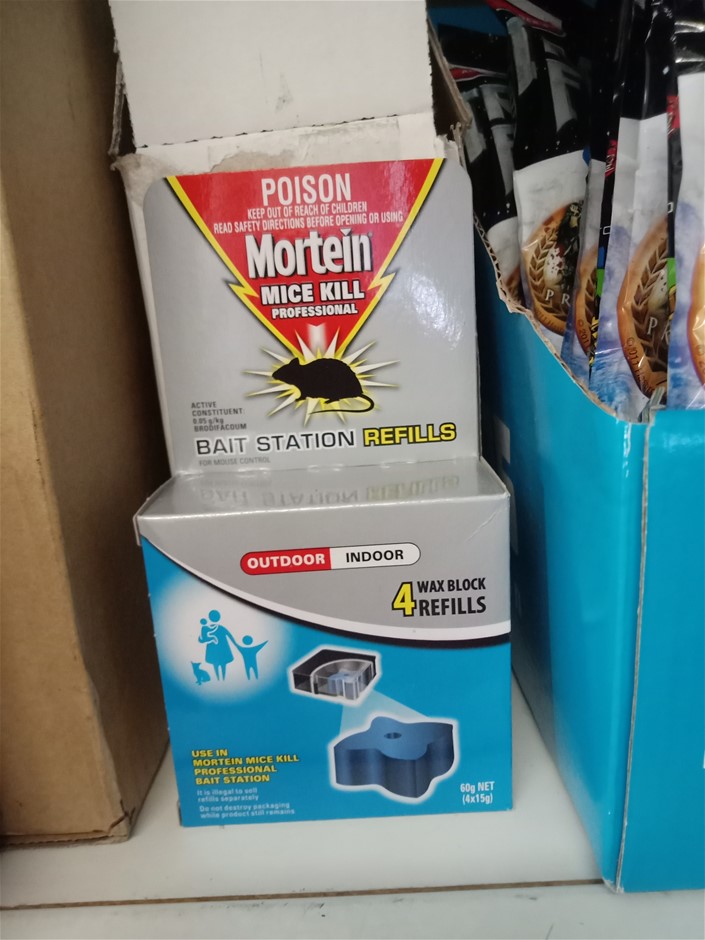 POISON
KEEP OUT OF REACH OF CHILDREN
READ SAFETY DIRECTIONS BEFORE OPENING OR USING
Mortein
MICE KILL
PROFESSIONAL
ACTIVE
CONSTITUENT:
0.05 g/kg
BRODIFACOUM
BAIT STATION REFILLS
FOR MOUSE CONTROL
OUTDOOR INDOOR
4 WAX BLOCK
REFILLS
USE IN
MORTEIN MICE KILL
PROFESSIONAL
BAIT STATION
It is illegal to sell
refills separately
Do not destroy packaging
while product still remains
60g NET
(4x15g)